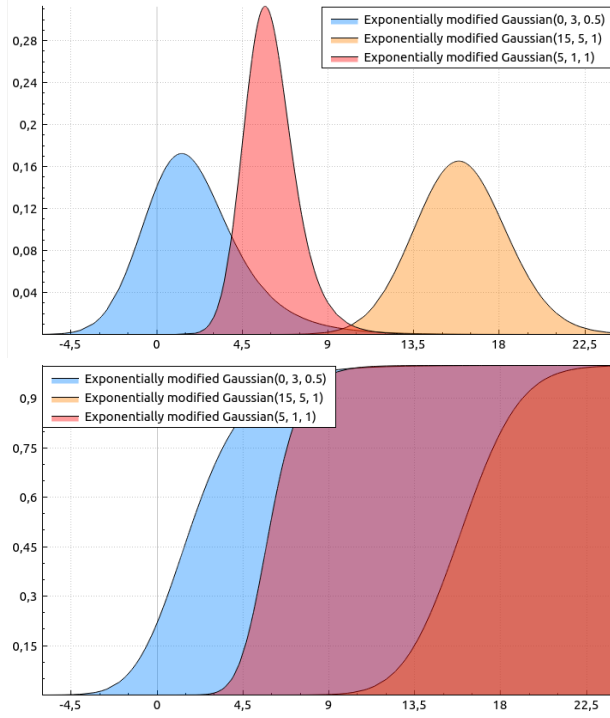 0,28
0,24
0,2
0,16
0,12
0,08
0,04
Exponentially modified Gaussian(0, 3, 0.5)
Exponentially modified Gaussian(15, 5, 1)
Exponentially modified Gaussian(5, 1, 1)
-4,5 0 4,5 9 13,5 18 22,5
Exponentially modified Gaussian(0, 3, 0.5)
Exponentially modified Gaussian(15, 5, 1)
Exponentially modified Gaussian(5, 1, 1)
0,9
0,75
0,6
0,45
0,3
0,15
-4,5 0 4,5 9 13,5 18 22,5